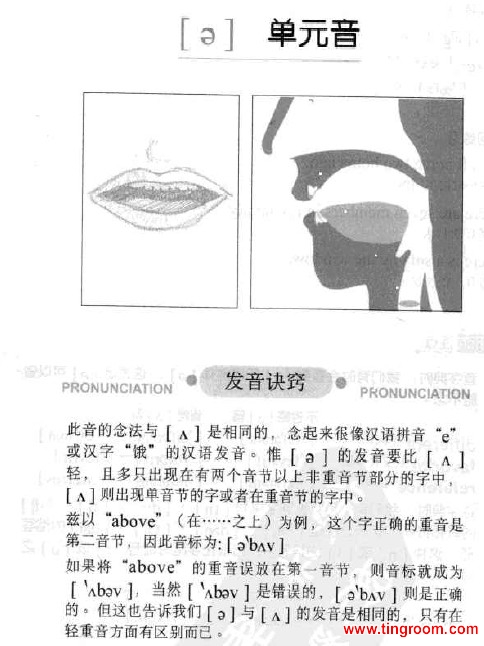 [ə] 单元音
发音诀窍
PRONUNCIATION
PRONUNCIATION
此音的念法与 [ʌ] 是相同的，念起来很像汉语拼音 “e”
或汉字 “饿” 的汉语发音。惟 [ə] 的发音要比 [ʌ]
轻，且多只出现在有两个音节以上非重音节部分的字中，
[ʌ] 则出现单音节的字或者在重音节的字中。
兹以 “above” （在……之上）为例，这个字正确的重音是
第二音节，因此音标为: [əˈbʌv]
如果将 “above” 的重音误放在第一音节，则音标就成为
[ˈʌbəv]，当然 [ˈʌbəv] 是错误的，[əˈbʌv] 则是正确
的。但这也告诉我们 [ə] 与 [ʌ] 的发音是相同的，只有在
轻重音方面有区别而已。
www.tingroom.com